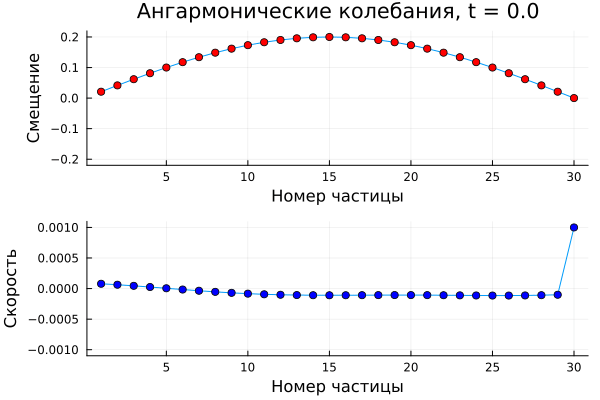 Ангармонические колебания, t = 0.0
Смещение
0.2
0.1
0.0
−0.1
−0.2
5 10 15 20 25 30
Номер частицы
Скорость
0.0010
0.0005
0.0000
−0.0005
−0.0010
5 10 15 20 25 30
Номер частицы